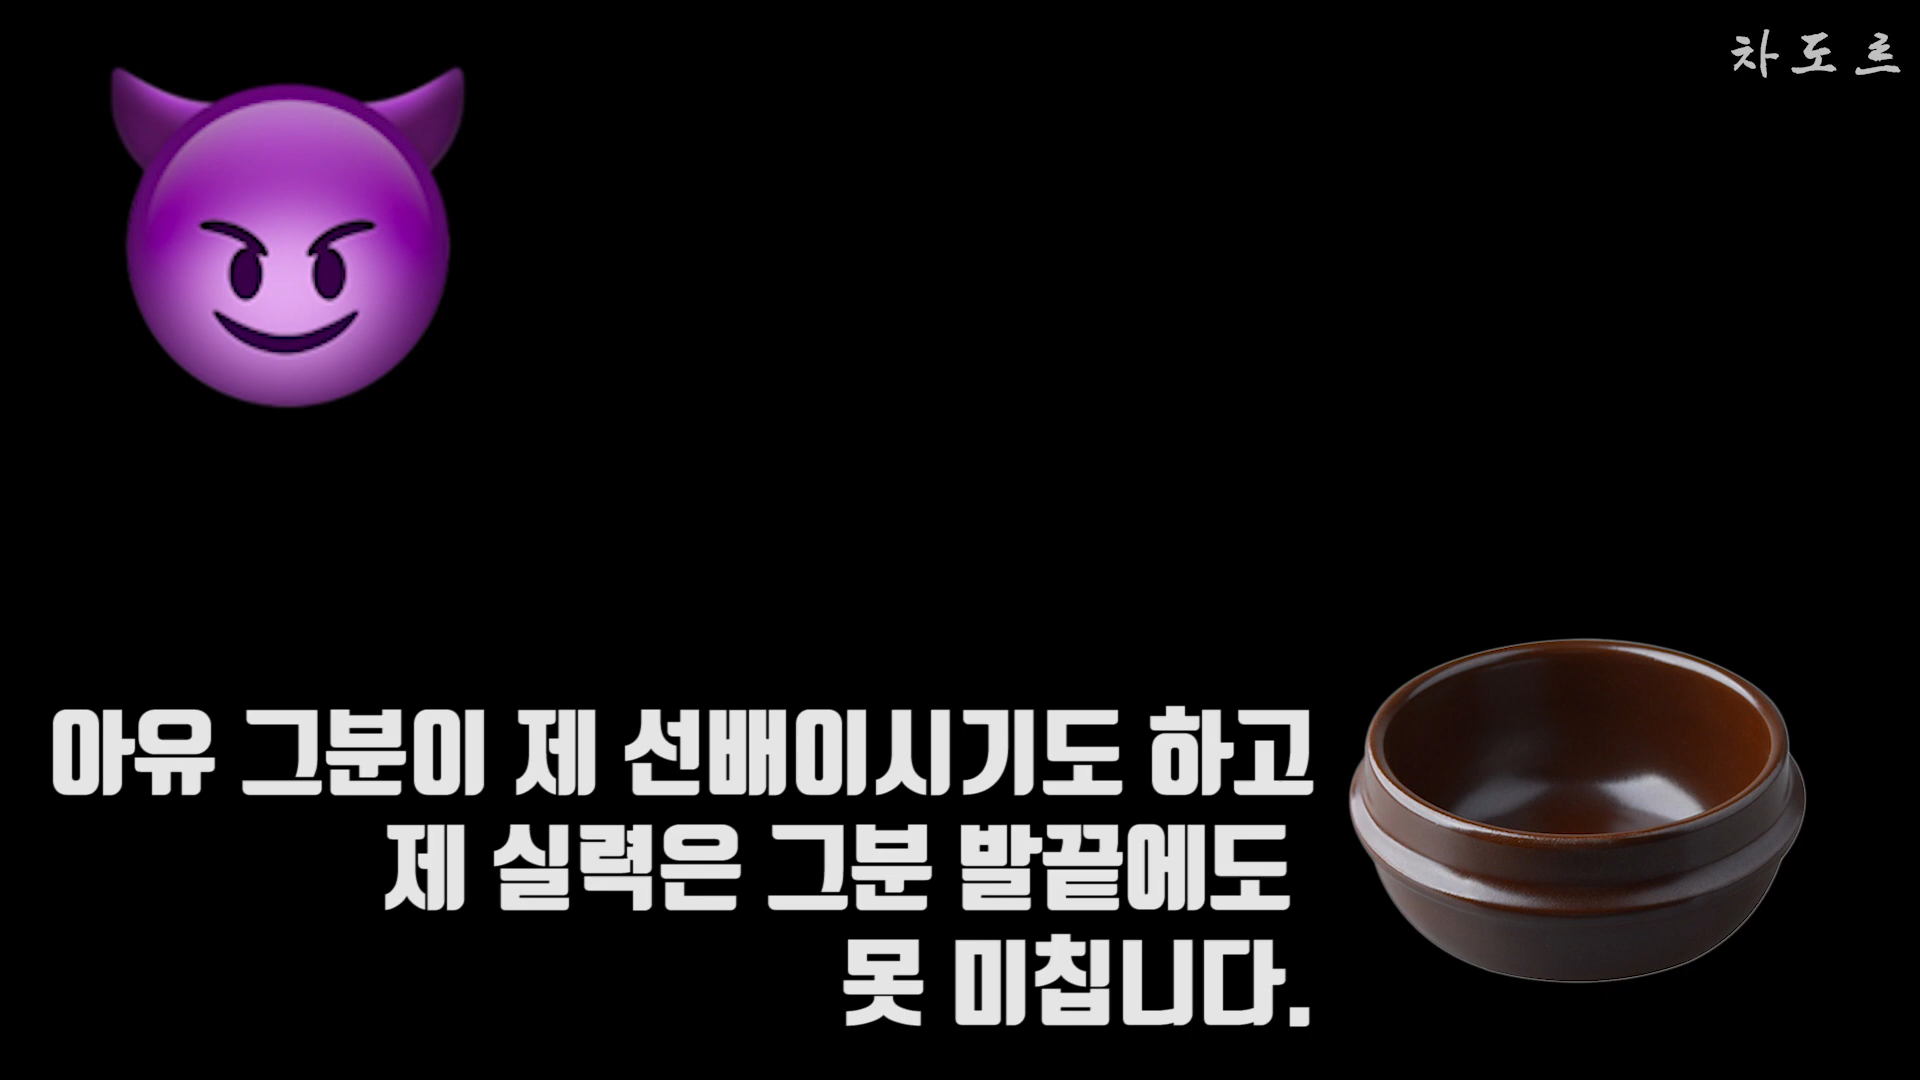 차도르
아유 그분이 제 선배이시기도 하고
제 실력은 그분 발끝에도
못 미칩니다.